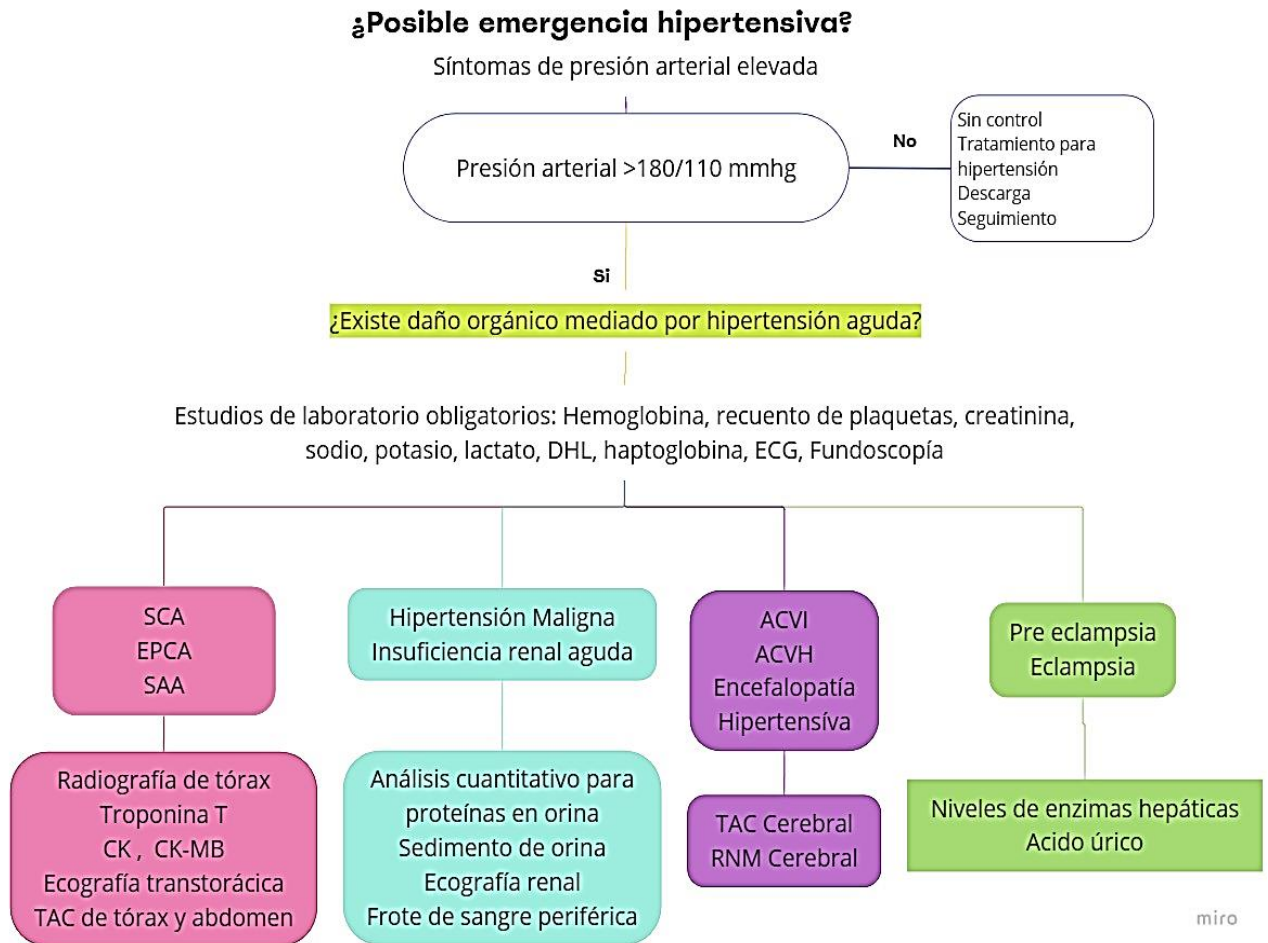 ¿Posible emergencia hipertensiva?
Síntomas de presión arterial elevada
Presión arterial >180/110 mmhg
No
Sin control
Tratamiento para
hipertensión
Descarga
Seguimiento
Si
¿Existe daño orgánico mediado por hipertensión aguda?
Estudios de laboratorio obligatorios: Hemoglobina, recuento de plaquetas, creatinina,
sodio, potasio, lactato, DHL, haptoglobina, ECG, Fundoscopía
SCA
EPCA
SAA
Radiografía de tórax
Troponina T
CK , CK-MB
Ecografía transtorácica
TAC de tórax y abdomen
Hipertensión Maligna
Insuficiencia renal aguda
Análisis cuantitativo para
proteínas en orina
Sedimento de orina
Ecografía renal
Frote de sangre periférica
ACVI
ACVH
Encefalopatía
Hipertensíva
TAC Cerebral
RNM Cerebral
Pre eclampsia
Eclampsia
Niveles de enzimas hepáticas
Acido úrico
miro